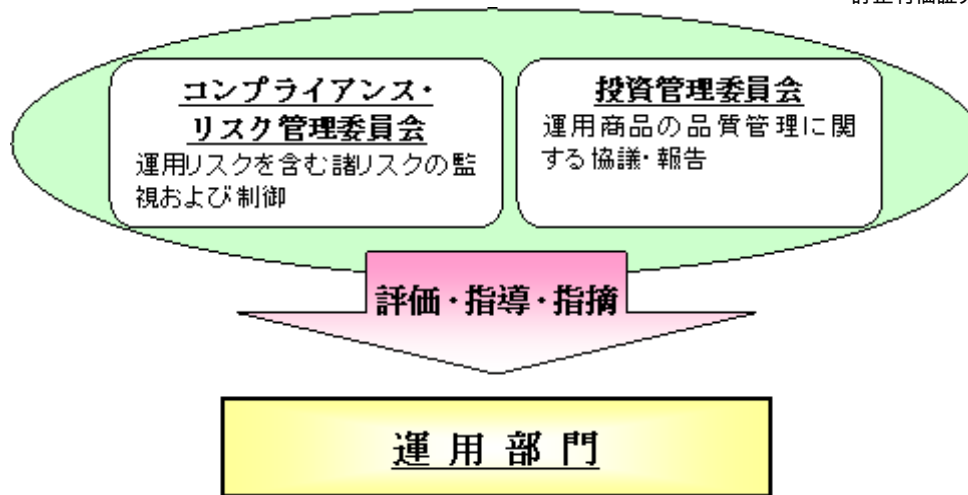 コンプライアンス・
リスク管理委員会
運用リスクを含む諸リスクの監
視および制御
投資管理委員会
運用商品の品質管理に関
する協議・報告
評価・指導・指摘
運用部門